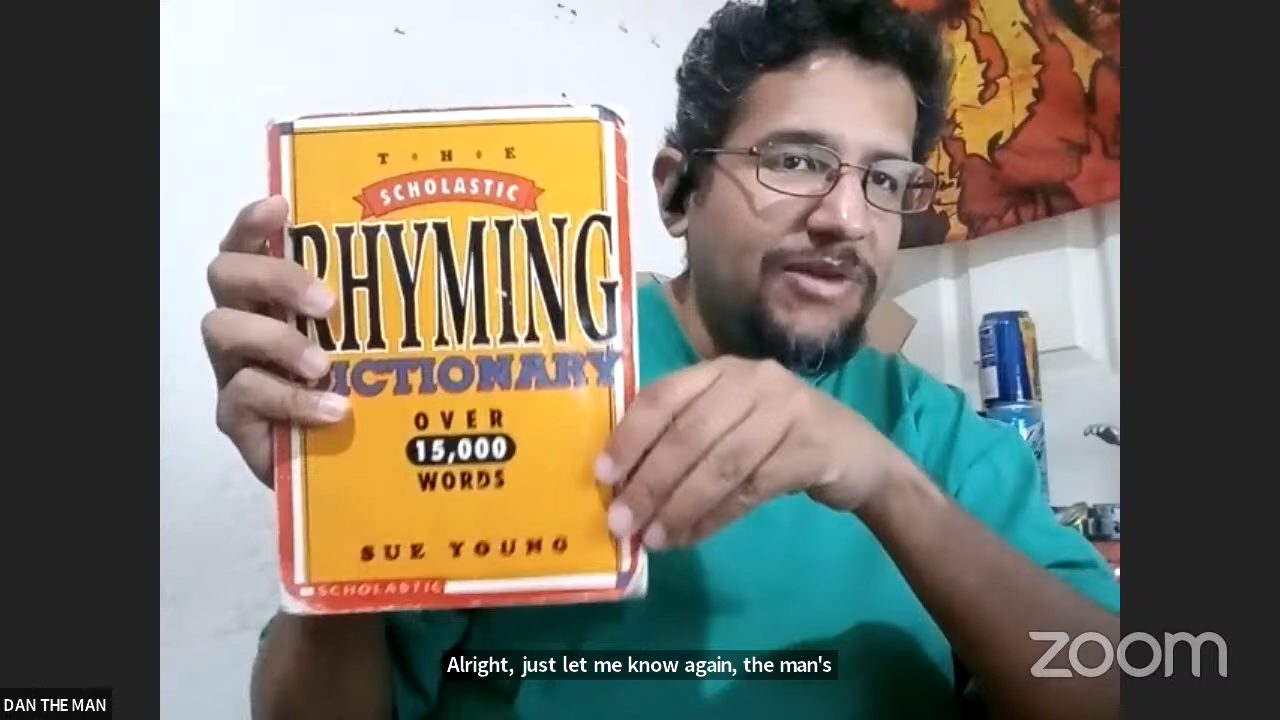 T·H·E
SCHOLASTIC
RHYMING
DICTIONARY
OVER
15,000
WORDS
SUE YOUNG
SCHOLASTIC
Alright, just let me know again, the man's
zoom
DAN THE MAN